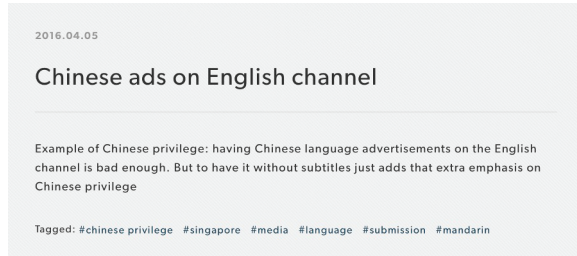 2016.04.05
Chinese ads on English channel
Example of Chinese privilege: having Chinese language advertisements on the English
channel is bad enough. But to have it without subtitles just adds that extra emphasis on
Chinese privilege
Tagged: #chinese privilege #singapore #media #language #submission #mandarin